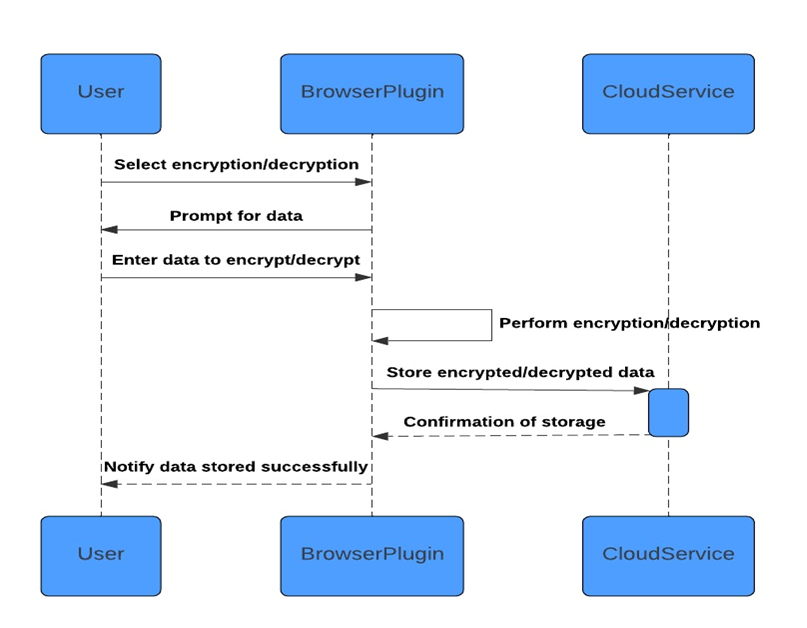 User
BrowserPlugin
CloudService
Select encryption/decryption
Prompt for data
Enter data to encrypt/decrypt
Perform encryption/decryption
Store encrypted/decrypted data
Confirmation of storage
Notify data stored successfully
User
BrowserPlugin
CloudService